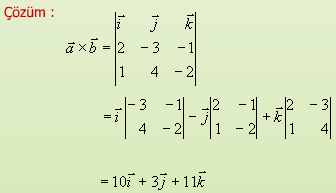 Çözüm :
a⃗ × b⃗ = | i⃗ j⃗ k⃗ |
| 2 − 3 − 1 |
| 1 4 − 2 |
= i⃗ | − 3 − 1 | − j⃗ | 2 − 1 | + k⃗ | 2 − 3 |
| 4 − 2 | | 1 − 2 | | 1 4 |
= 10i⃗ + 3j⃗ + 11k⃗